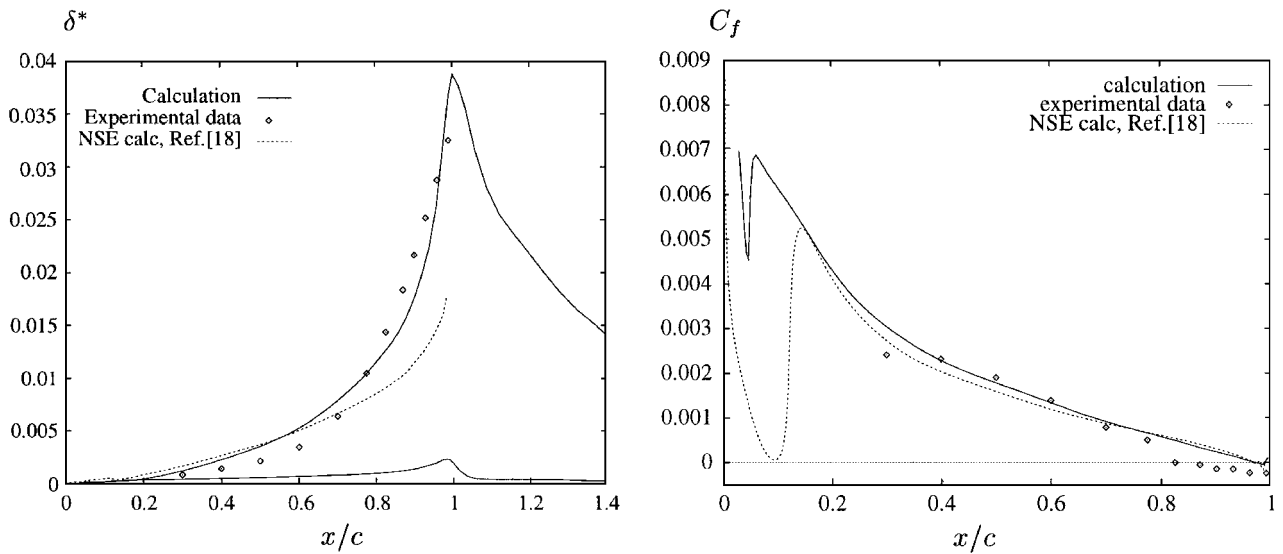 δ*
0.04
0.035
0.03
0.025
0.02
0.015
0.01
0.005
0
Calculation
Experimental data
NSE calc, Ref.[18]
0 0.2 0.4 0.6 0.8 1 1.2 1.4
x/c
C_f
0.009
0.008
0.007
0.006
0.005
0.004
0.003
0.002
0.001
0
calculation
experimental data
NSE calc, Ref.[18]
0 0.2 0.4 0.6 0.8 1
x/c